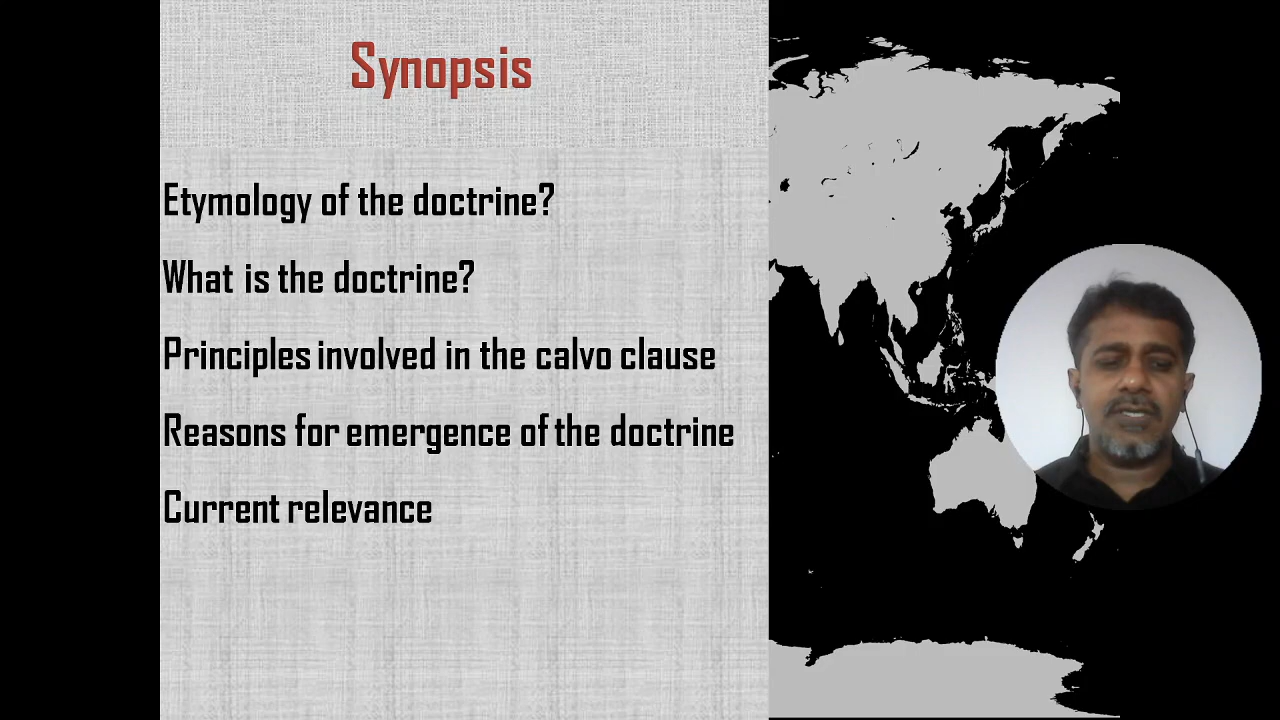 Synopsis
Etymology of the doctrine?
What is the doctrine?
Principles involved in the calvo clause
Reasons for emergence of the doctrine
Current relevance